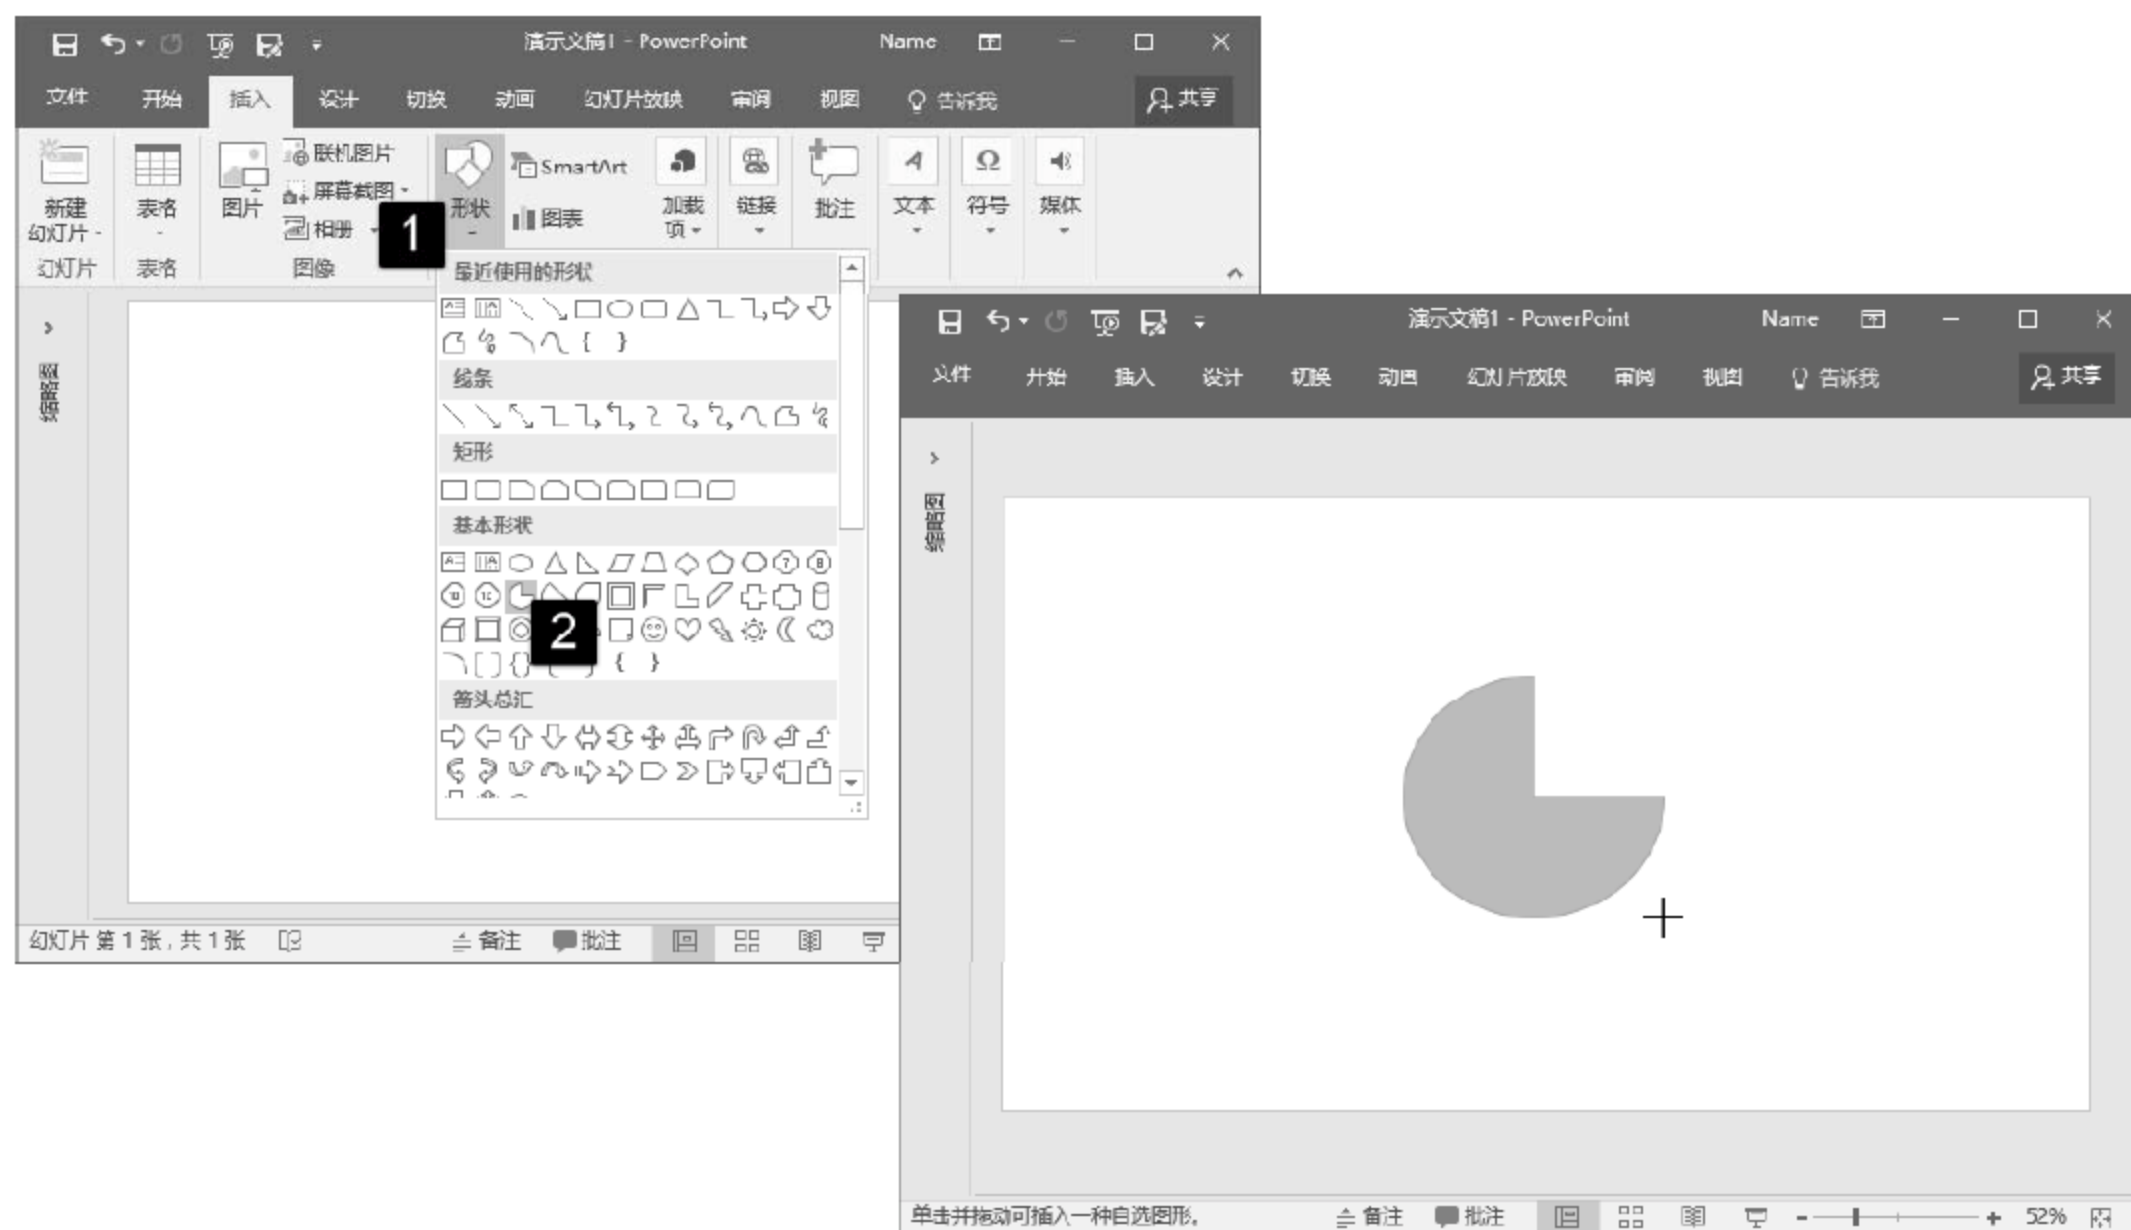 演示文稿1 - PowerPoint
Name
文件 开始 插入 设计 切换 动画 幻灯片放映 审阅 视图 告诉我 共享
新建
幻灯片
表格
图片
联机图片
屏幕截图
相册
形状
SmartArt
图表
加载
项
链接
批注
文本
符号
媒体
幻灯片 表格 图像
1
最近使用的形状
线条
矩形
基本形状
2
箭头总汇
缩略图
幻灯片 第 1 张，共 1 张 备注 批注
演示文稿1 - PowerPoint
Name
文件 开始 插入 设计 切换 动画 幻灯片放映 审阅 视图 告诉我 共享
缩略图
单击并拖动可插入一种自选图形。 备注 批注 52%